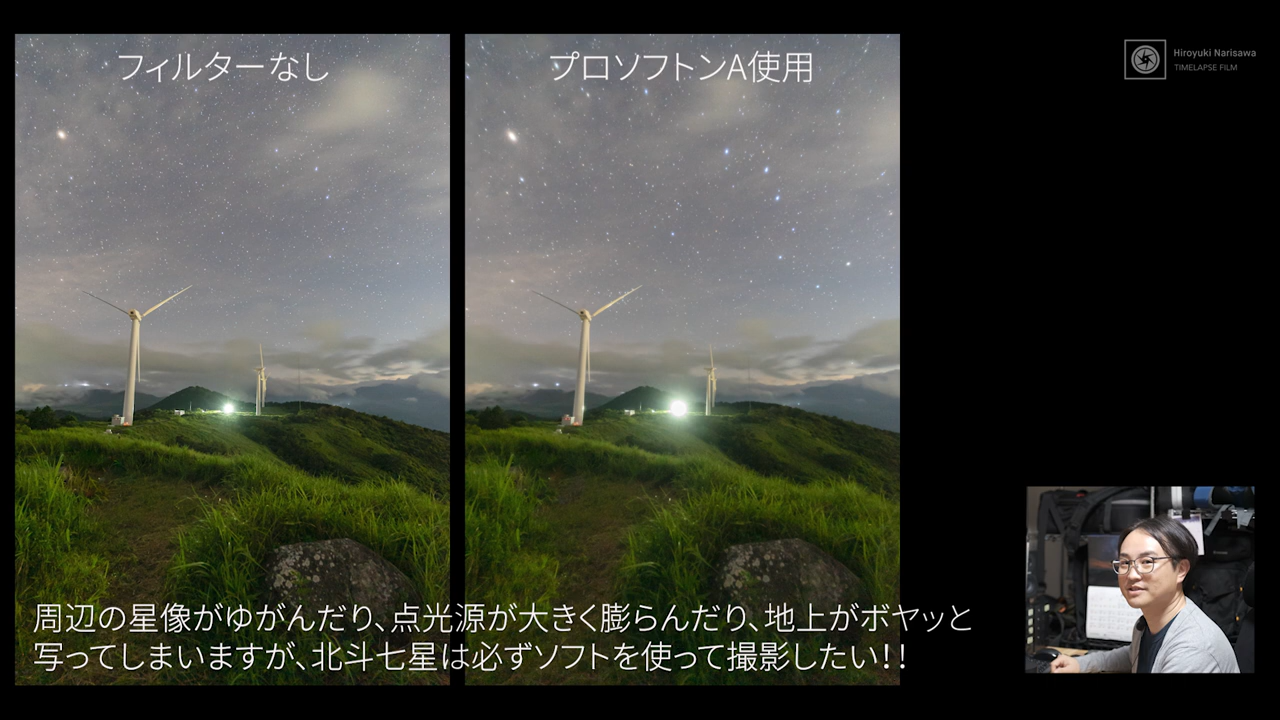 フィルターなし
プロソフトンA使用
Hiroyuki Narisawa
TIMELAPSE FILM
周辺の星像がゆがんだり、点光源が大きく膨らんだり、地上がボヤッと
写ってしまいますが、北斗七星は必ずソフトを使って撮影したい！！